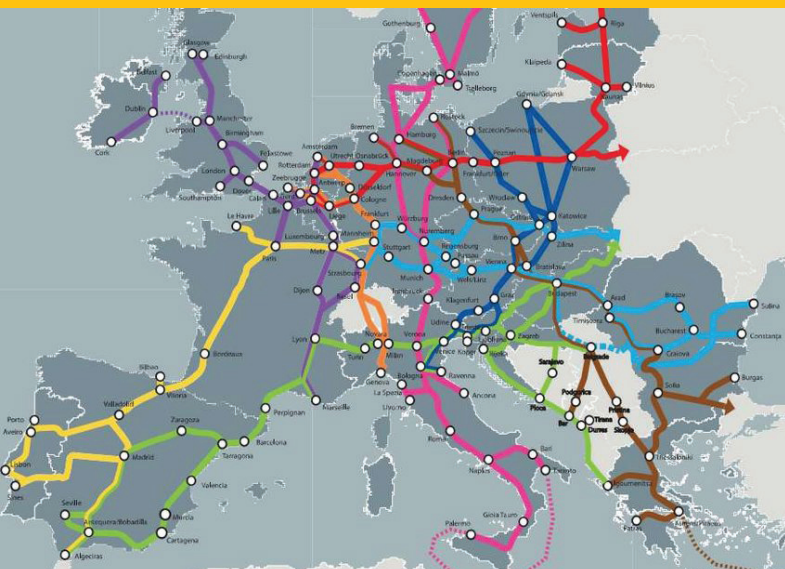 Gothenburg
Ventspils
Riga
Glasgow
Edinburgh
Belfast
Copenhagen
Malmö
Trelleborg
Klaipeda
Vilnius
Kaunas
Dublin
Liverpool
Manchester
Birmingham
Cork
Rostock
Gdynia/Gdansk
Szczecin/Swinoujscie
Hamburg
Bremen
Felixstowe
Amsterdam
Utrecht
Osnabrück
Magdeburg
Berlin
Poznan
Rotterdam
Hannover
Frankfurt/Oder
Warsaw
London
Zeebrugge
Antwerp
Düsseldorf
Southampton
Dover
Calais
Cologne
Dresden
Wroclaw
Lille
Brussels
Liège
Prague
Katowice
Le Havre
Frankfurt
Würzburg
Luxembourg
Mannheim
Nuremberg
Brno
Zilina
Paris
Metz
Stuttgart
Regensburg
Passau
Strasbourg
Munich
Wels/Linz
Vienna
Bratislava
Dijon
Basel
Innsbruck
Klagenfurt
Graz
Budapest
Arad
Brasov
Sulina
Timisoara
Udine
Zagreb
Bucharest
Constanta
Lyon
Novara
Milan
Verona
Venice
Koper
Ljubljana
Rijeka
Craiova
Belgrade
Bordeaux
Turin
Bologna
Ravenna
Sarajevo
Bilbao
Genova
Sofia
Burgas
Vitoria
La Spezia
Podgorica
Valladolid
Marseille
Livorno
Ancona
Ploce
Pristina
Porto
Perpignan
Bar
Tirana
Skopje
Aveiro
Zaragoza
Durres
Barcelona
Roma
Madrid
Tarragona
Bari
Thessaloniki
Lisbon
Naples
Taranto
Sines
Valencia
Igoumenitsa
Seville
Murcia
Gioia Tauro
Antequera/Bobadilla
Palermo
Patras
Cartagena
Algeciras